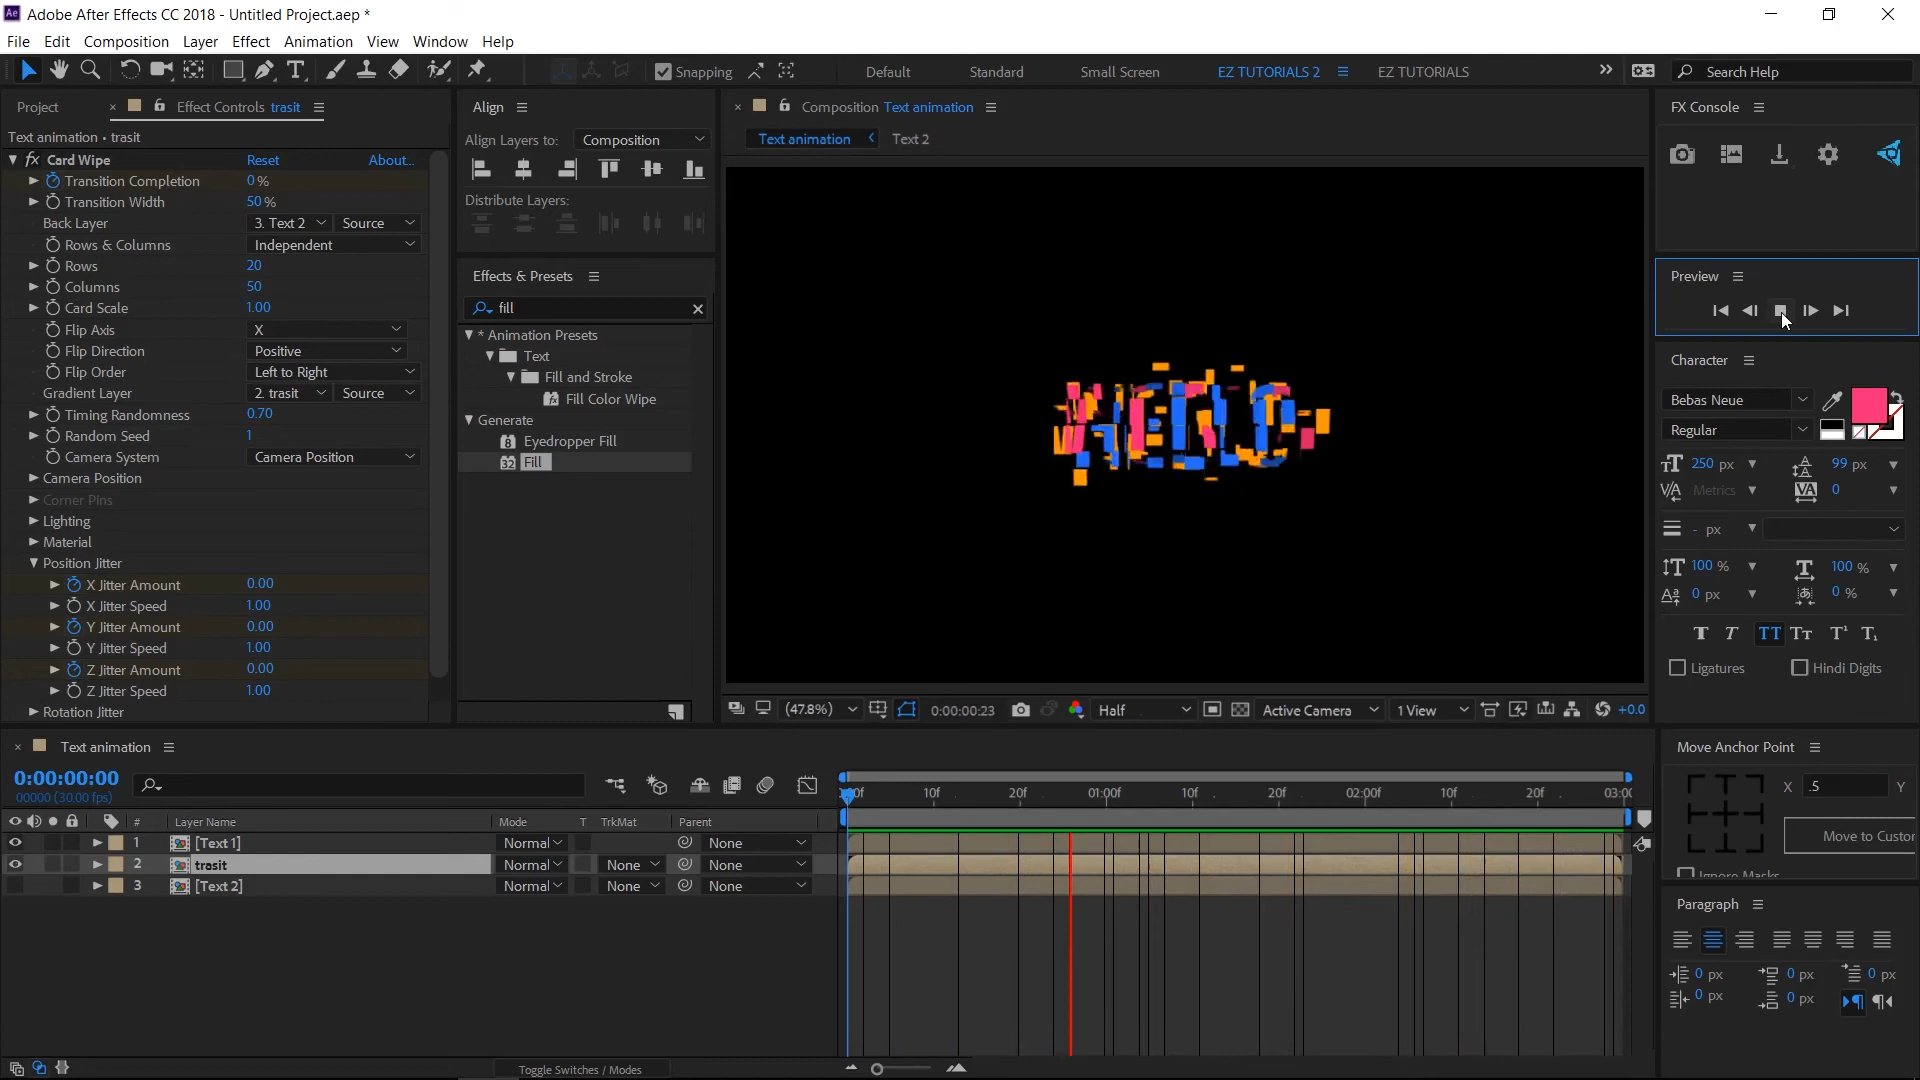 Adobe After Effects CC 2018 - Untitled Project.aep *
File Edit Composition Layer Effect Animation View Window Help
Snapping Default Standard Small Screen EZ TUTORIALS 2 EZ TUTORIALS Search Help
Project Effect Controls trasit
Text animation • trasit
fx Card Wipe Reset About...
Transition Completion 0%
Transition Width 50%
Back Layer 3. Text 2 Source
Rows & Columns Independent
Rows 20
Columns 50
Card Scale 1.00
Flip Axis X
Flip Direction Positive
Flip Order Left to Right
Gradient Layer 2. trasit Source
Timing Randomness 0.70
Random Seed 1
Camera System Camera Position
Camera Position
Corner Pins
Lighting
Material
Position Jitter
X Jitter Amount 0.00
X Jitter Speed 1.00
Y Jitter Amount 0.00
Y Jitter Speed 1.00
Z Jitter Amount 0.00
Z Jitter Speed 1.00
Rotation Jitter
Align
Align Layers to: Composition
Distribute Layers:
Effects & Presets
fill
* Animation Presets
Text
Fill and Stroke
Fill Color Wipe
Generate
Eyedropper Fill
Fill
Composition Text animation
Text animation Text 2
(47.8%) 0:00:00:23 Half Active Camera 1 View +0.0
FX Console
Preview
Character
Bebas Neue
Regular
250 px 99 px
Metrics 0
- px
100 % 100 %
0 px 0 %
Ligatures Hindi Digits
Text animation
0:00:00:00
00000 (30.00 fps)
10f 20f 01:00f 10f 20f 02:00f 10f 20f 03:00
# Layer Name Mode T TrkMat Parent
1 [Text 1] Normal None
2 trasit Normal None None
3 [Text 2] Normal None None
Toggle Switches / Modes
Move Anchor Point
X .5 Y
Move to Custor
Ignore Masks
Paragraph
0 px 0 px 0 px
0 px 0 px